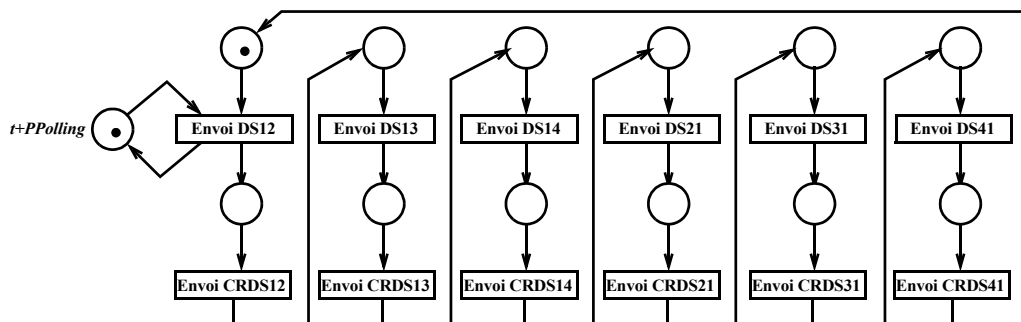 t+PPolling
Envoi DS12 Envoi DS13 Envoi DS14 Envoi DS21 Envoi DS31 Envoi DS41
Envoi CRDS12 Envoi CRDS13 Envoi CRDS14 Envoi CRDS21 Envoi CRDS31 Envoi CRDS41